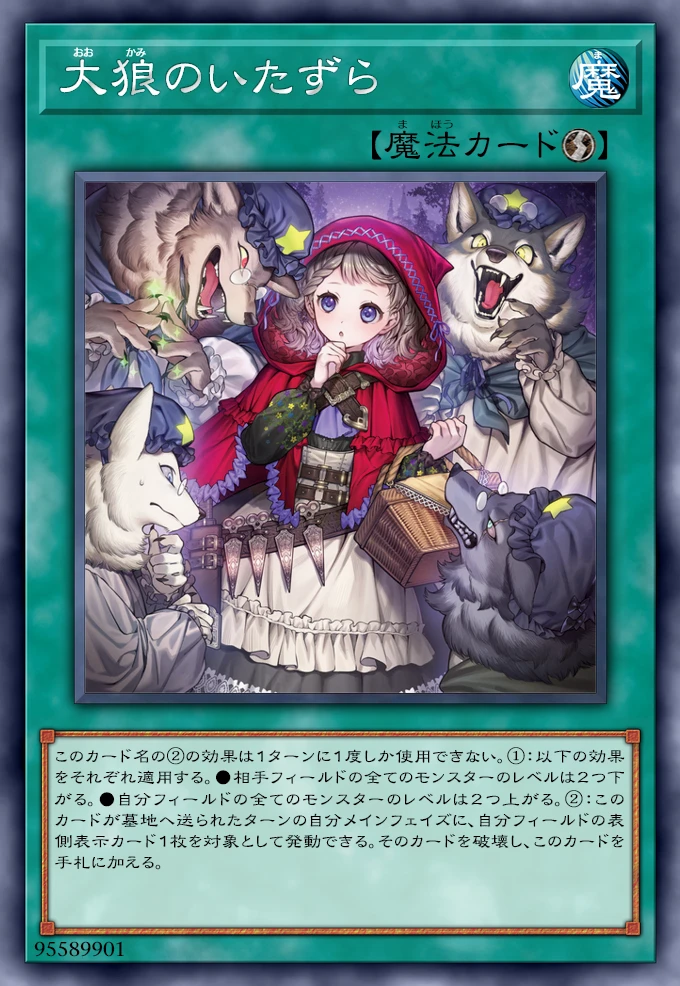 おお かみ
大狼のいたずら
ま
魔
ま ほう
【魔法カード】
このカード名の②の効果は1ターンに1度しか使用できない。①:以下の効果
をそれぞれ適用する。●相手フィールドの全てのモンスターのレベルは2つ下
がる。●自分フィールドの全てのモンスターのレベルは2つ上がる。②:この
カードが墓地へ送られたターンの自分メインフェイズに、自分フィールドの表
側表示カード1枚を対象として発動できる。そのカードを破壊し、このカードを
手札に加える。
95589901